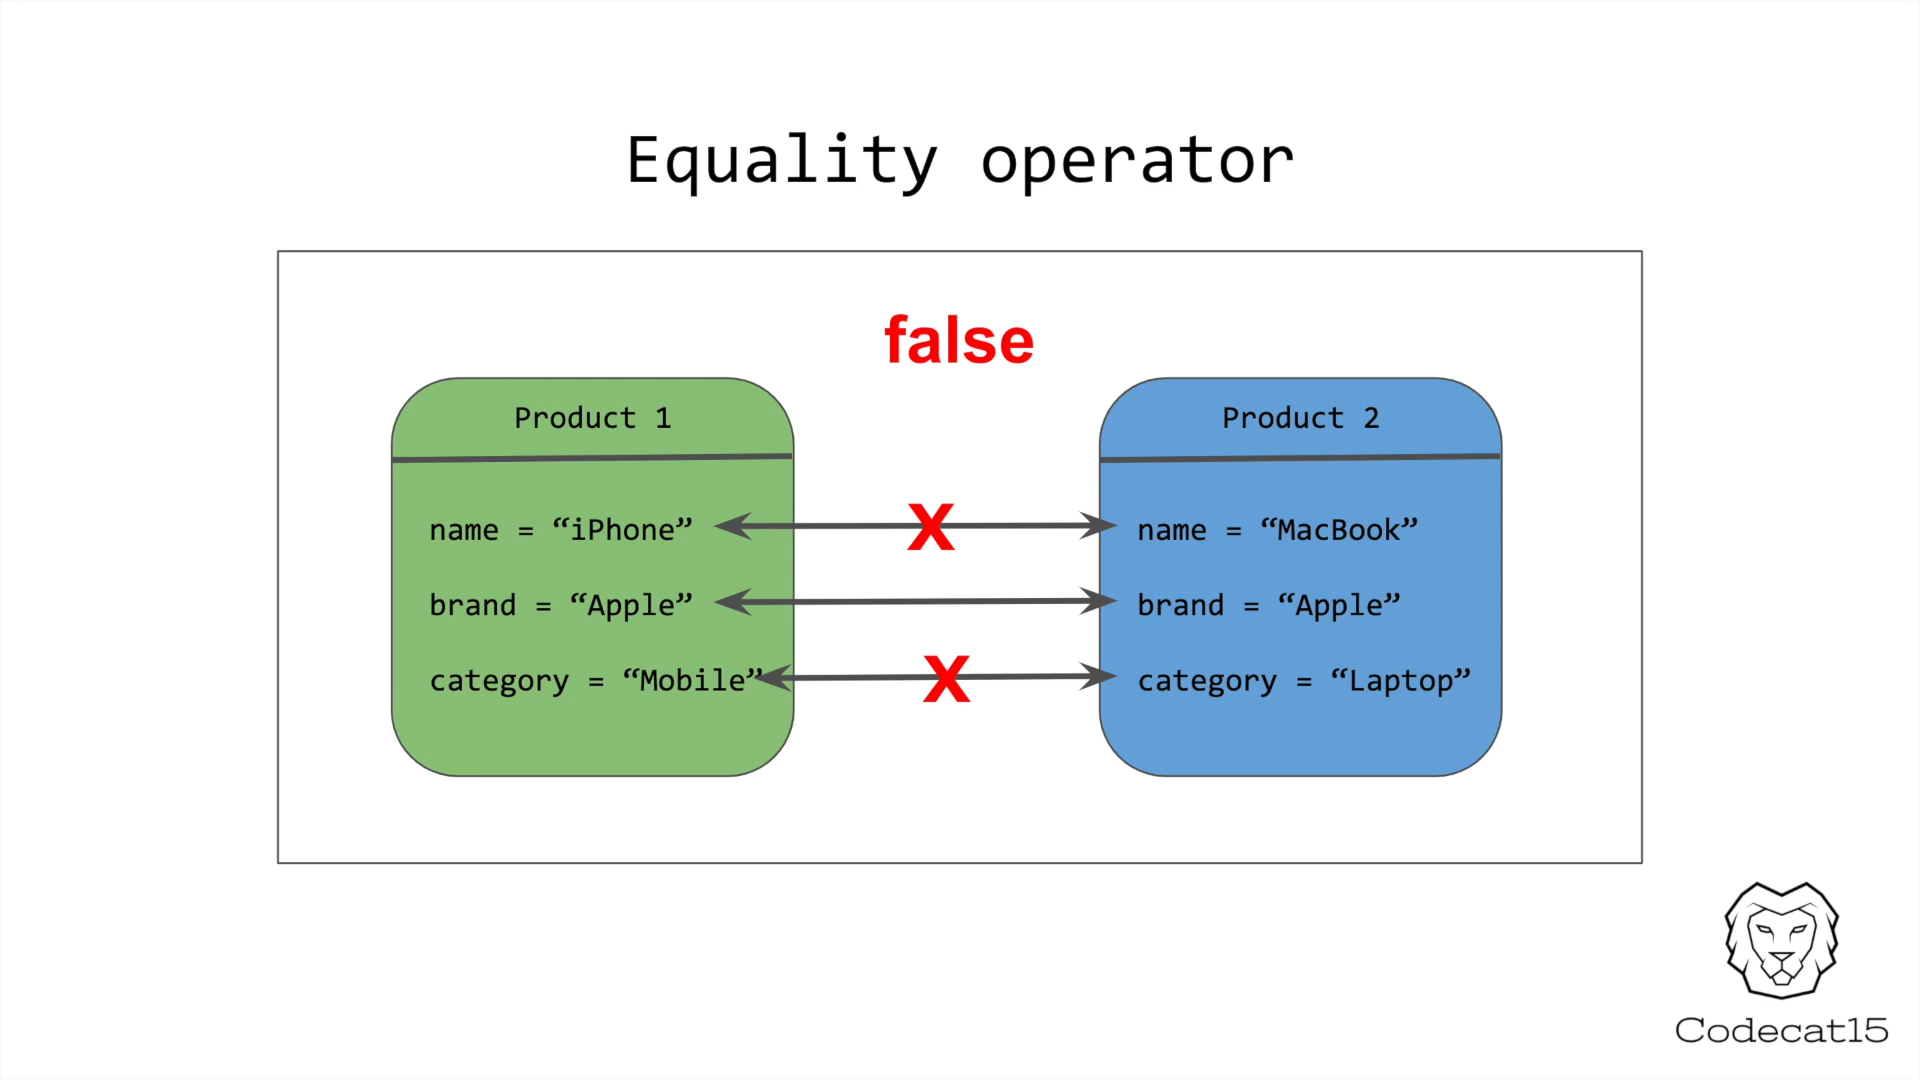 Equality operator
false
Product 1
name = “iPhone”
brand = “Apple”
category = “Mobile”
X
X
Product 2
name = “MacBook”
brand = “Apple”
category = “Laptop”
Codecat15